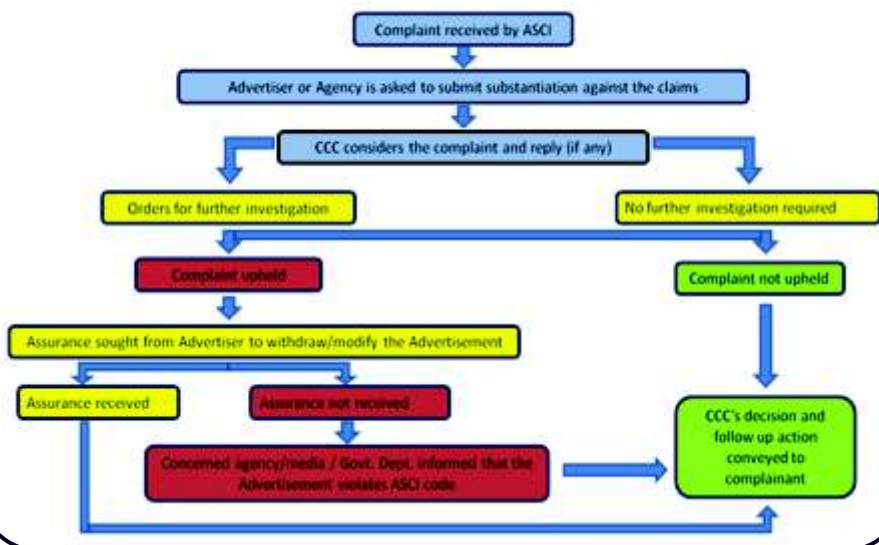 Complaint received by ASCI
Advertiser or Agency is asked to submit substantiation against the claims
CCC considers the complaint and reply (if any)
Orders for further investigation
No further investigation required
Complaint upheld
Complaint not upheld
Assurance sought from Advertiser to withdraw/modify the Advertisement
Assurance received
Assurance not received
CCC's decision and
follow up action
conveyed to
complainant
Concerned agency/media / Govt. Dept. informed that the
Advertisement violates ASCI code